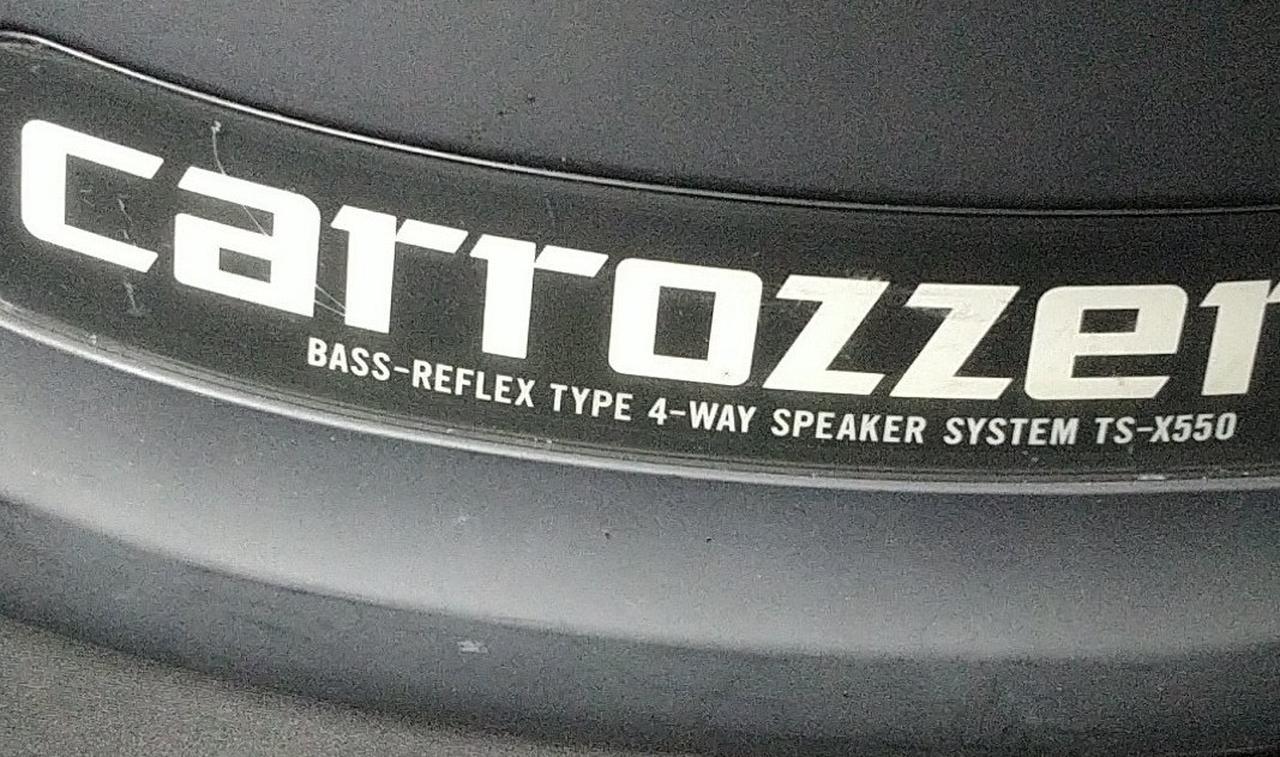 carrozzer
BASS-REFLEX TYPE 4-WAY SPEAKER SYSTEM TS-X550